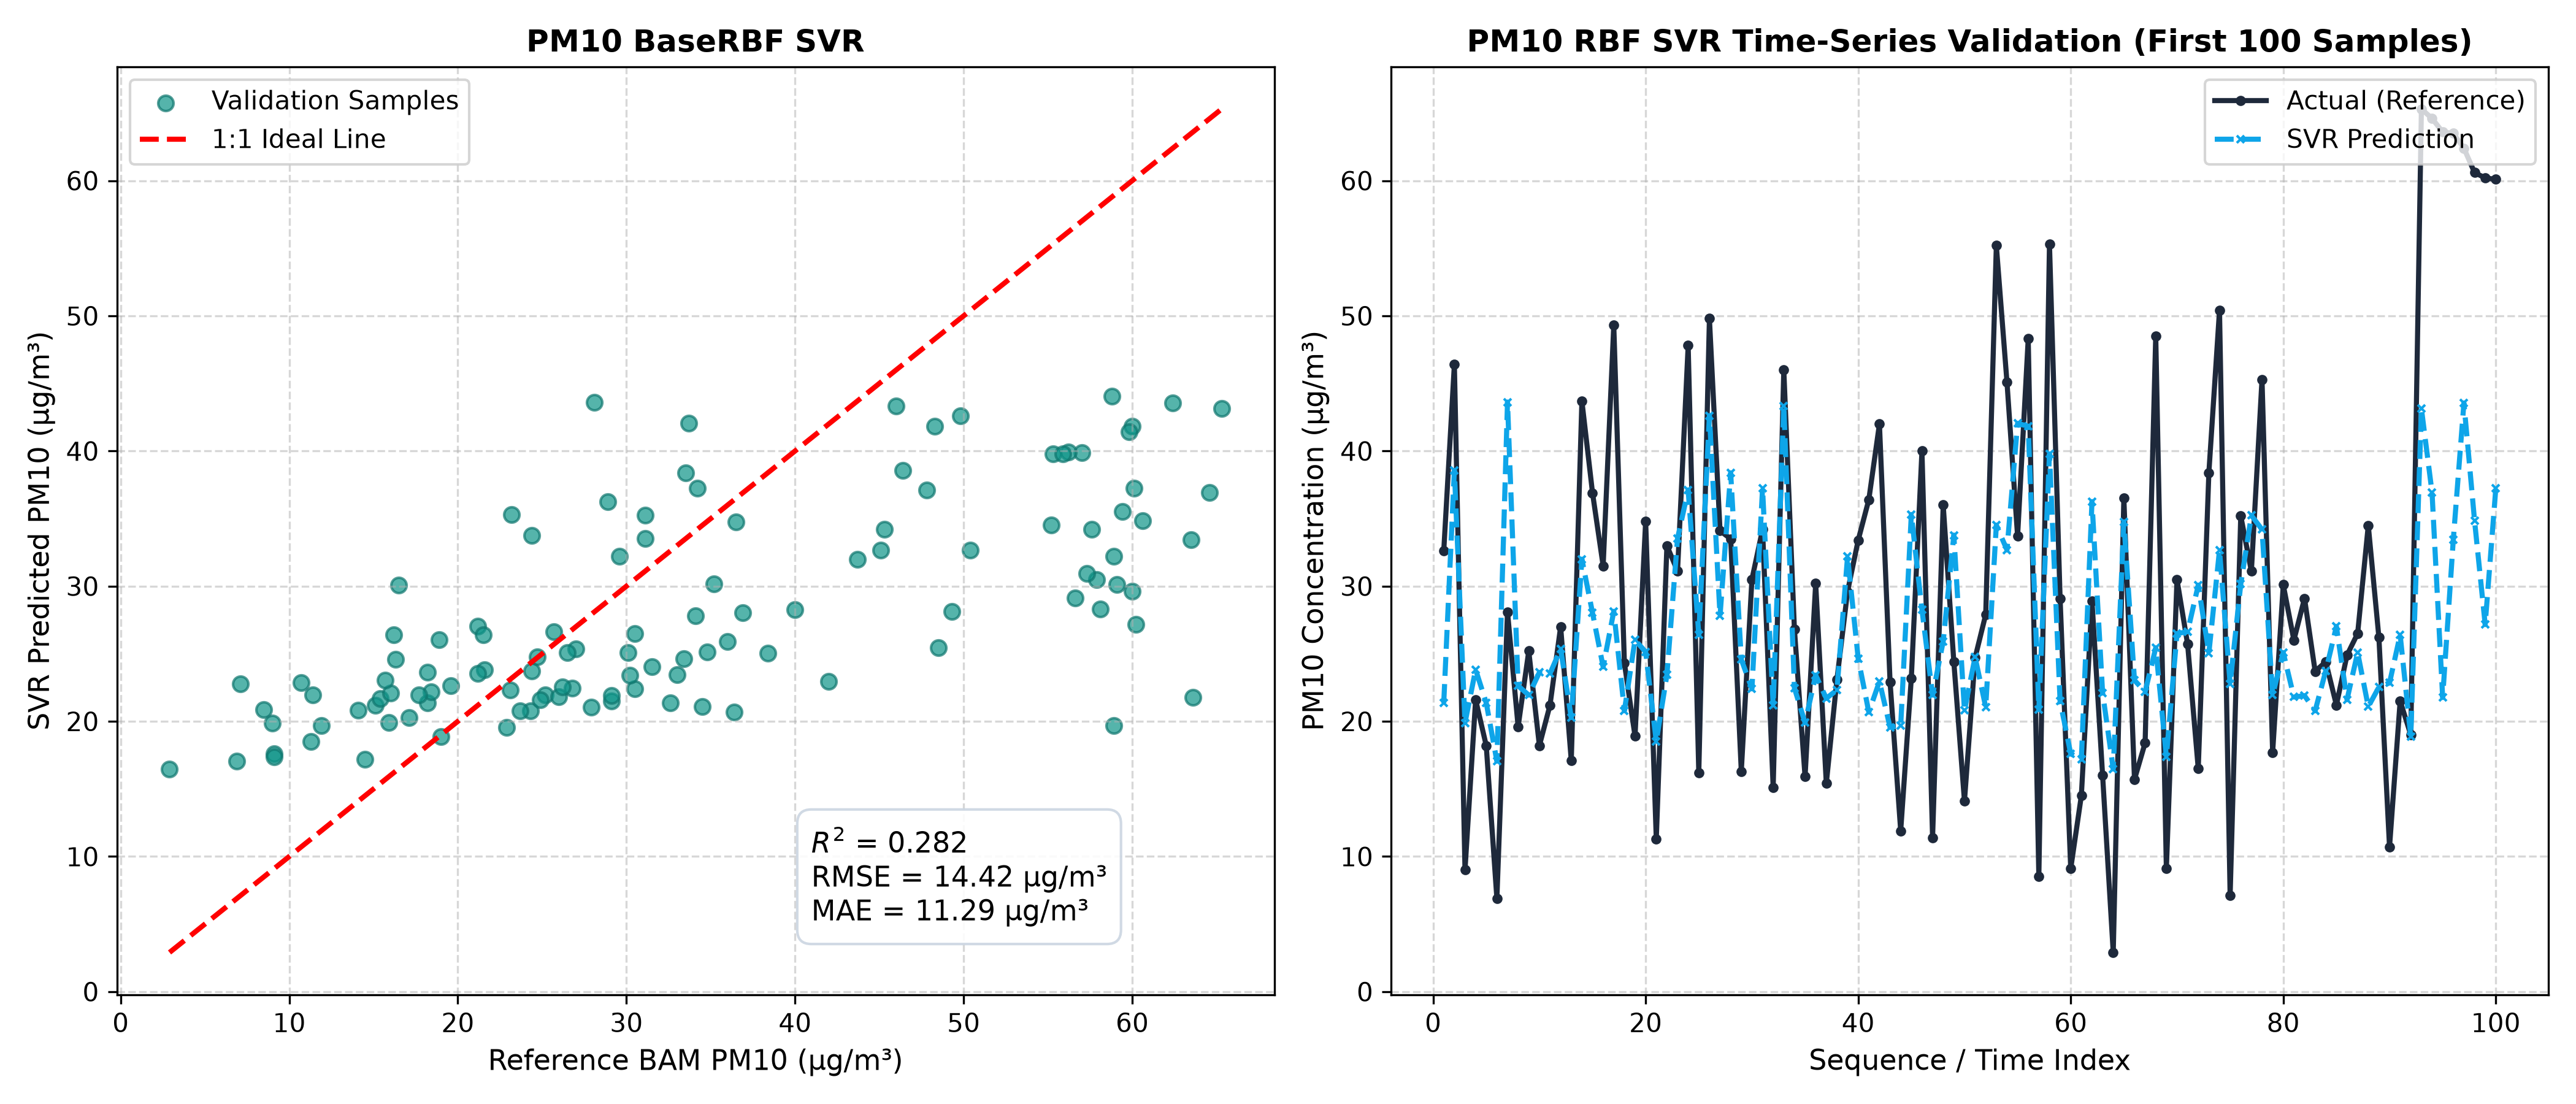 PM10 BaseRBF SVR
Validation Samples
1:1 Ideal Line
60
50
40
30
20
10
0
SVR Predicted PM10 (µg/m³)
R² = 0.282
RMSE = 14.42 µg/m³
MAE = 11.29 µg/m³
0 10 20 30 40 50 60
Reference BAM PM10 (µg/m³)
PM10 RBF SVR Time-Series Validation (First 100 Samples)
Actual (Reference)
SVR Prediction
60
50
40
30
20
10
0
PM10 Concentration (µg/m³)
0 20 40 60 80 100
Sequence / Time Index